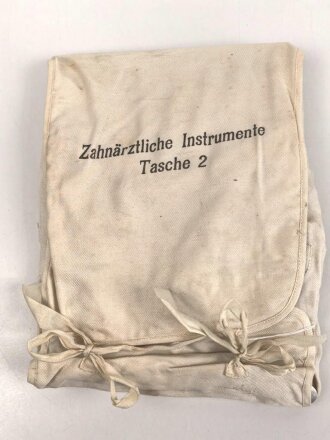 Zahnärztliche Instrumente
Tasche 2